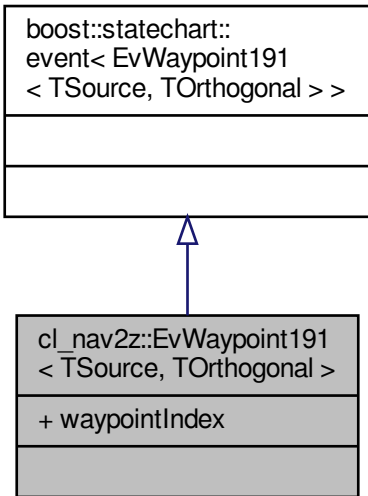 boost::statechart::
event< EvWaypoint191
< TSource, TOrthogonal > >
cl_nav2z::EvWaypoint191
< TSource, TOrthogonal >
+ waypointIndex